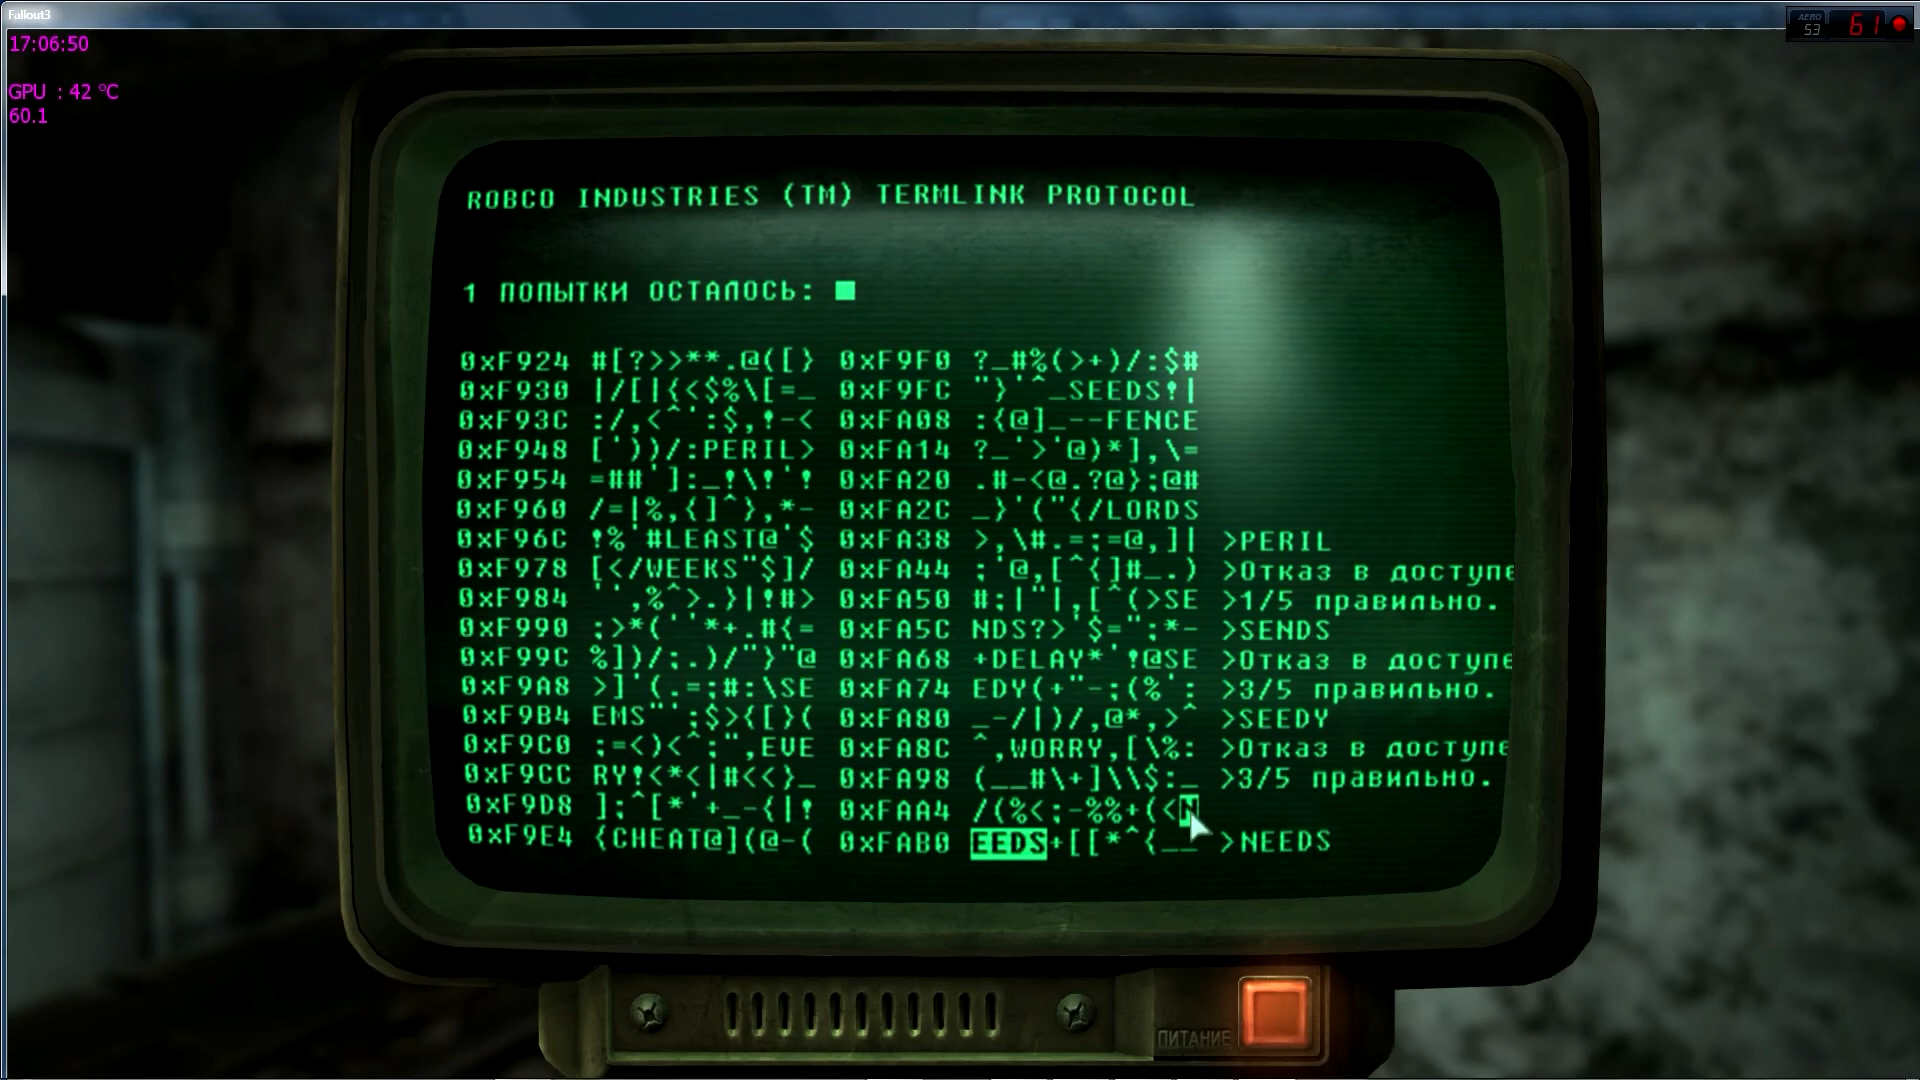 Fallout3
17:06:50
GPU : 42 °C
60.1
AERO
53
61
ROBCO INDUSTRIES (TM) TERMLINK PROTOCOL
1 ПОПЫТКИ ОСТАЛОСЬ:
0xF924 #[?>>**.@([} 0xF9F0 ?_#%(>+)/:$#
0xF930 |/[|{<$%\[=_ 0xF9FC "}'^_SEEDS!|
0xF93C :/,<^':$,!-< 0xFA08 :{@]_--FENCE
0xF948 ['))/:PERIL> 0xFA14 ?_'>'@)*],\=
0xF954 =##']:_!\!'! 0xFA20 .#-<@.?@};@#
0xF960 /=|%,{]^},*- 0xFA2C _}'("{/LORDS
0xF96C !%'#LEAST@'$ 0xFA38 >,\#.=;=@,]| >PERIL
0xF978 [</WEEKS"$]/ 0xFA44 ;'@,[^{]#_.) >Отказ в доступе
0xF984 '',%^>.}|!#> 0xFA50 #;|"|,[^(>SE >1/5 правильно.
0xF990 ;>*(''*+.#{= 0xFA5C NDS?>'$=";*- >SENDS
0xF99C %])/;.)/"}"@ 0xFA68 +DELAY*'!@SE >Отказ в доступе
0xF9A8 >]'(.=;#:\SE 0xFA74 EDY(+"-;(%': >3/5 правильно.
0xF9B4 EMS"';$>{[}( 0xFA80 _-/|)/,@*,>^ >SEEDY
0xF9C0 ;=<)<^;",EVE 0xFA8C ^,WORRY,[\%: >Отказ в доступе
0xF9CC RY!<*<|#<<}_ 0xFA98 (__#\+]\\$:_ >3/5 правильно.
0xF9D8 ];^[*'+_-{|! 0xFAA4 /(%<;-%%+(<N
0xF9E4 {CHEAT@](@-( 0xFAB0 EEDS+[[*^{__ >NEEDS
ПИТАНИЕ